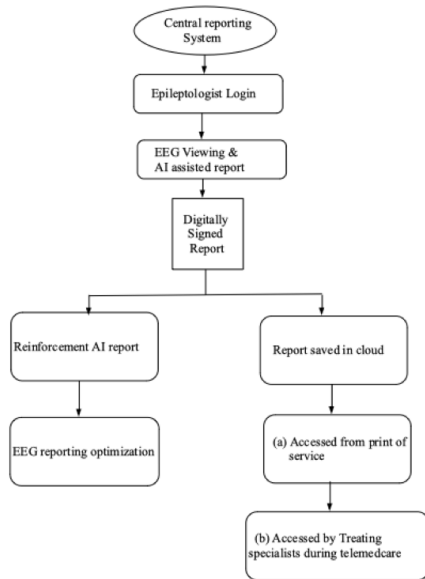 Central reporting
System
Epileptologist Login
EEG Viewing &
AI assisted report
Digitally
Signed
Report
Reinforcement AI report
EEG reporting optimization
Report saved in cloud
(a) Accessed from print of
service
(b) Accessed by Treating
specialists during telemedcare